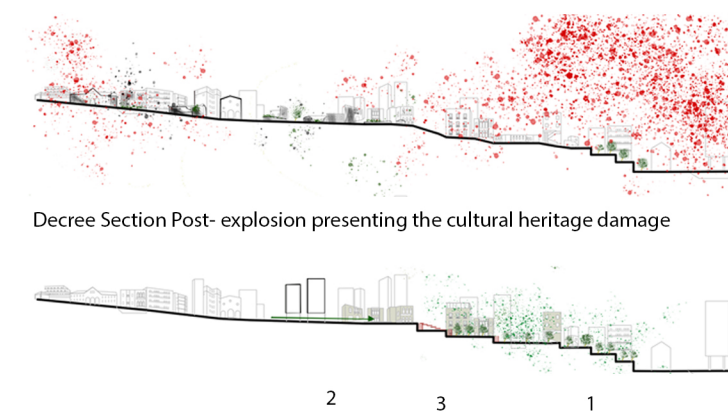 Decree Section Post- explosion presenting the cultural heritage damage
2
3
1